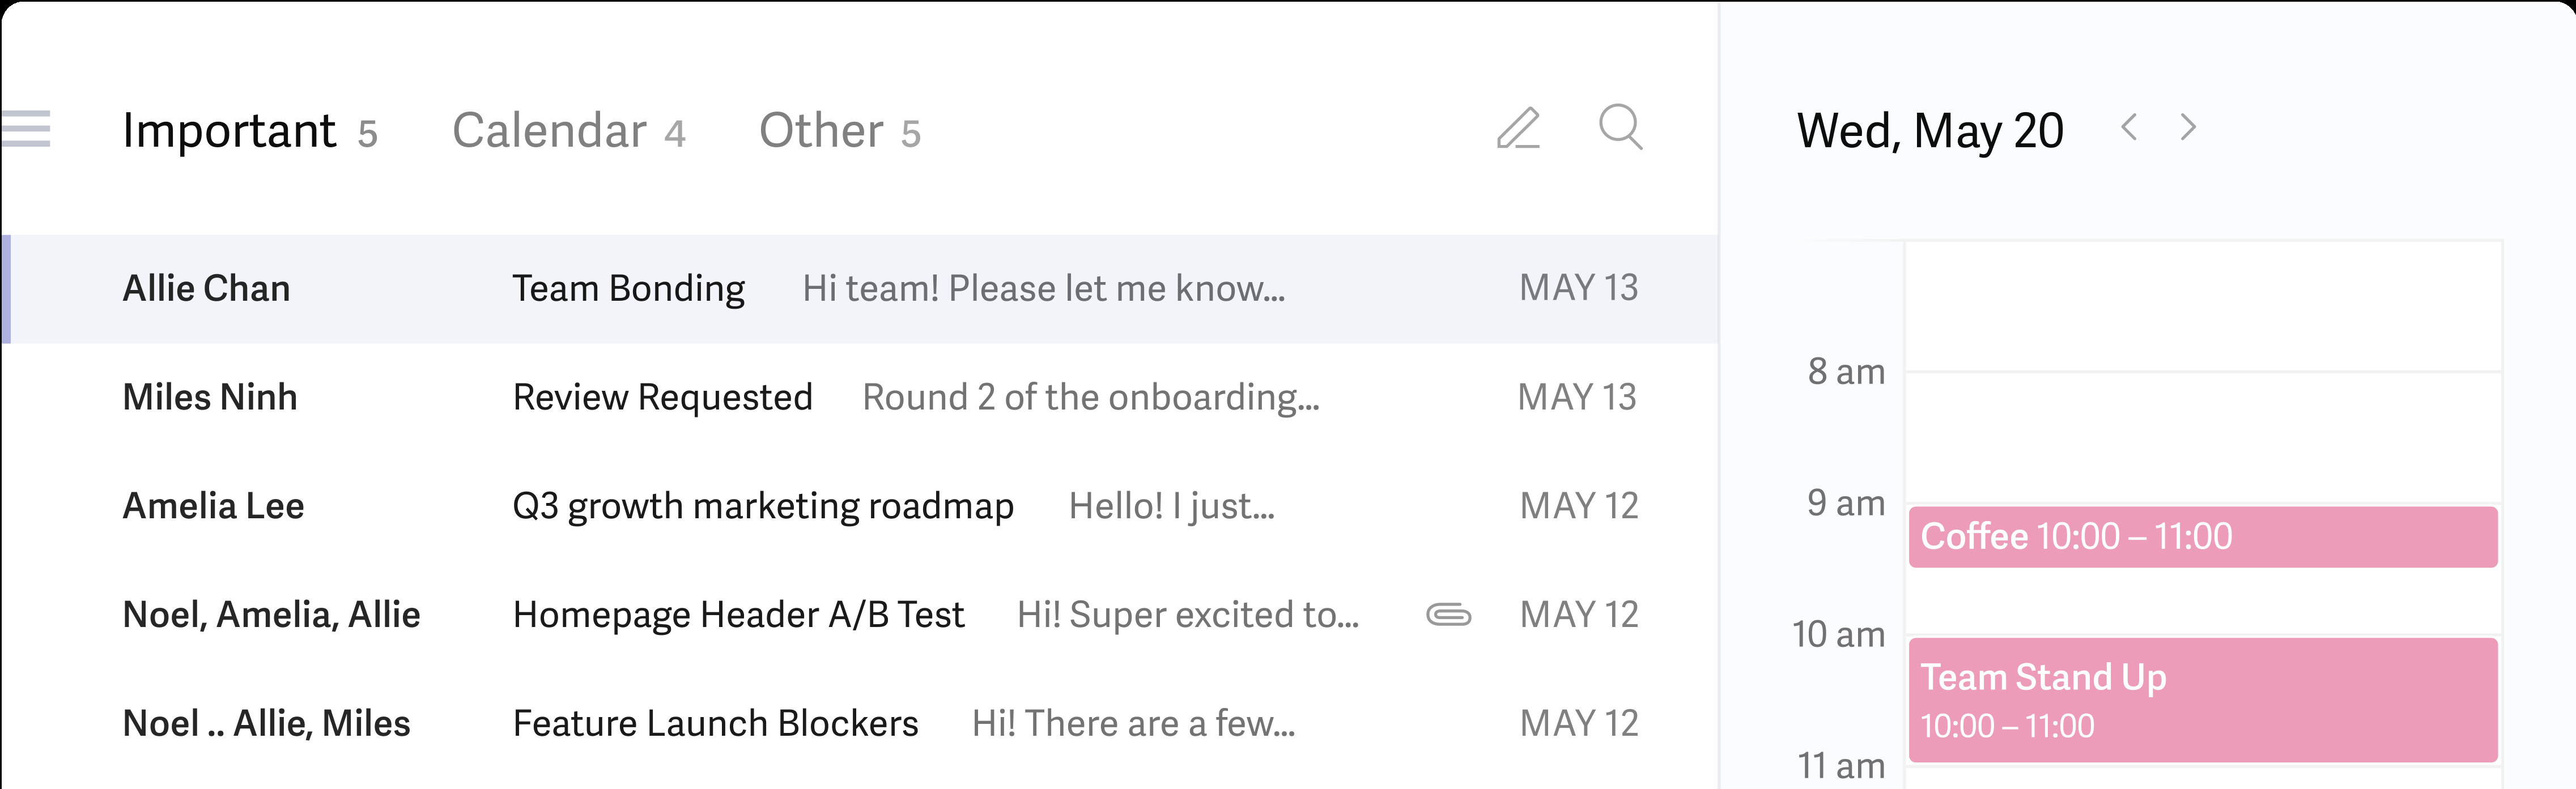 Important 5 Calendar 4 Other 5
Allie Chan Team Bonding Hi team! Please let me know... MAY 13
Miles Ninh Review Requested Round 2 of the onboarding... MAY 13
Amelia Lee Q3 growth marketing roadmap Hello! I just... MAY 12
Noel, Amelia, Allie Homepage Header A/B Test Hi! Super excited to... MAY 12
Noel .. Allie, Miles Feature Launch Blockers Hi! There are a few... MAY 12
Wed, May 20
8 am
9 am
Coffee 10:00 – 11:00
10 am
Team Stand Up
10:00 – 11:00
11 am